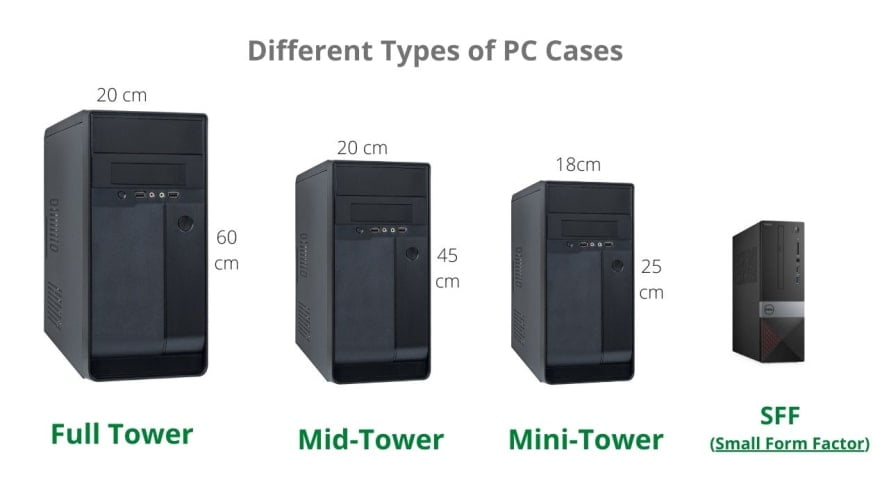 Different Types of PC Cases
20 cm
60
cm
Full Tower
20 cm
45
cm
Mid-Tower
18cm
25
cm
Mini-Tower
SFF
(Small Form Factor)